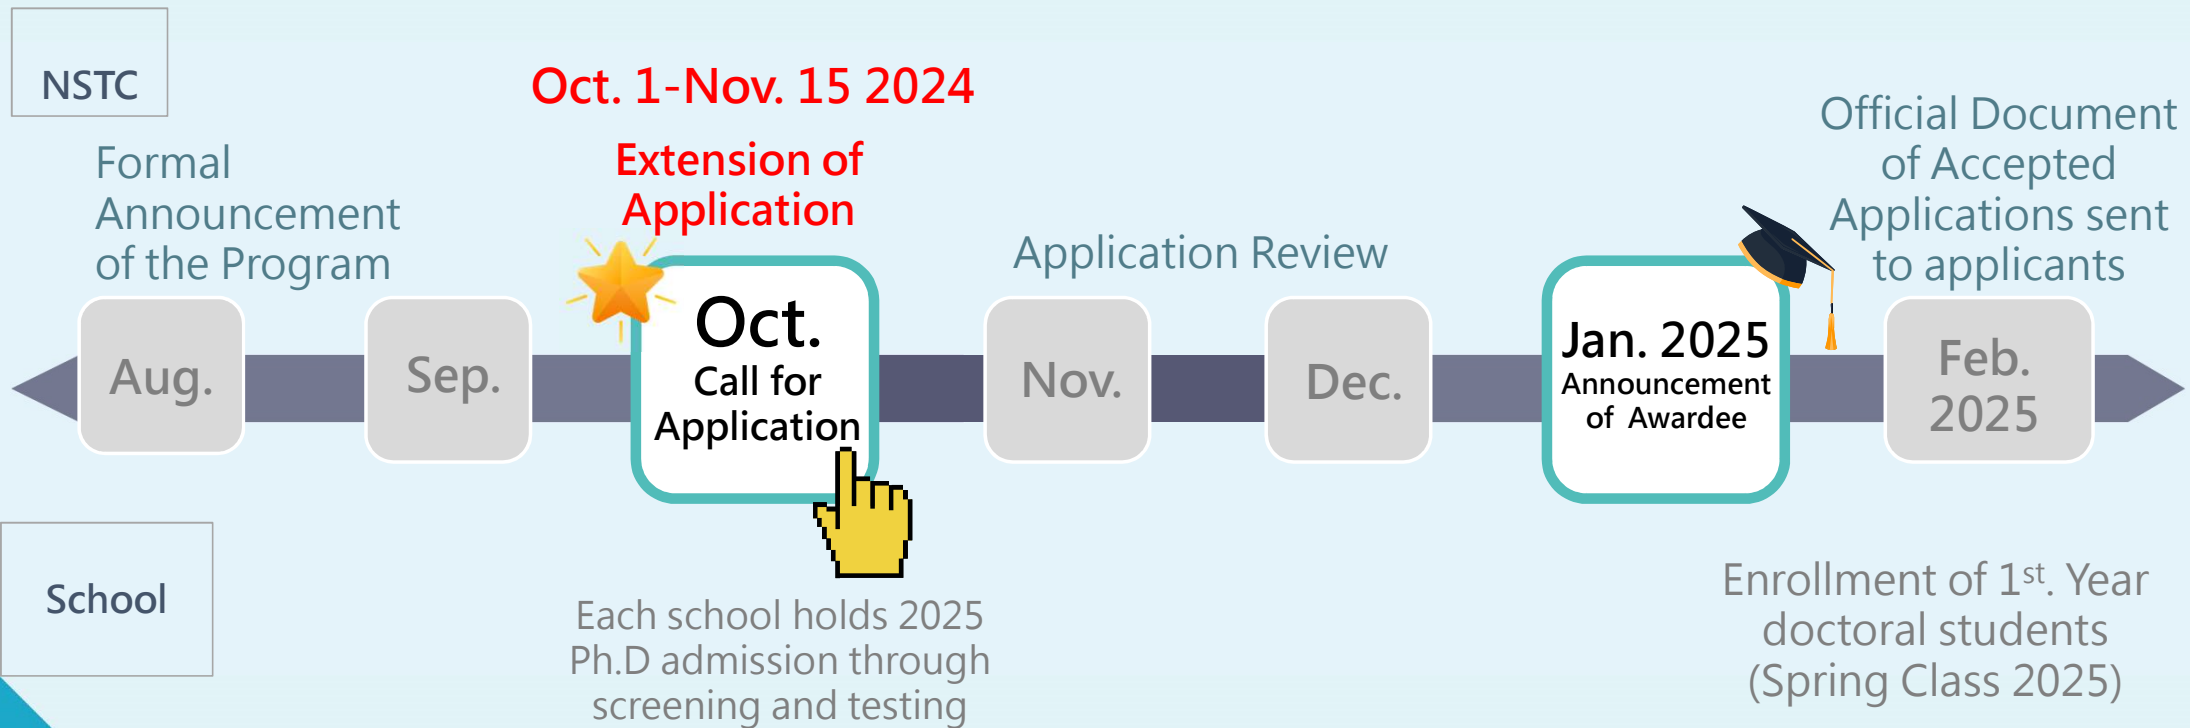 NSTC
Oct. 1-Nov. 15 2024
Extension of
Application
Formal
Announcement
of the Program
Application Review
Official Document
of Accepted
Applications sent
to applicants
Aug.
Sep.
Oct.
Call for
Application
Nov.
Dec.
Jan. 2025
Announcement
of Awardee
Feb.
2025
School
Each school holds 2025
Ph.D admission through
screening and testing
Enrollment of 1st. Year
doctoral students
(Spring Class 2025)